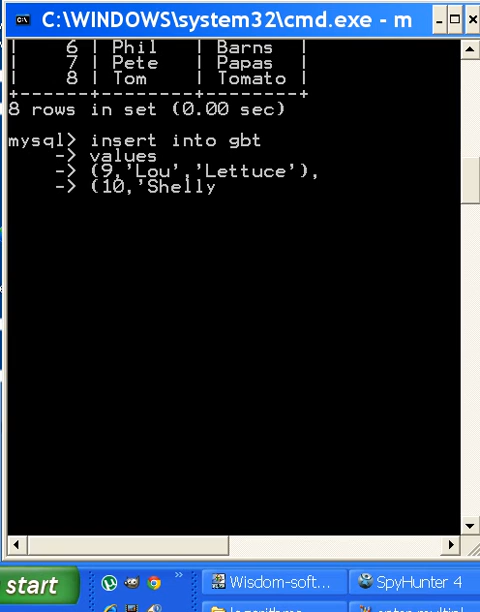 C:\WINDOWS\system32\cmd.exe - m
| 6 | Phil | Barns |
| 7 | Pete | Papas |
| 8 | Tom | Tomato |
+------+--------+--------+
8 rows in set (0.00 sec)
mysql> insert into gbt
-> values
-> (9,'Lou','Lettuce'),
-> (10,'Shelly
start
Wisdom-soft...
SpyHunter 4